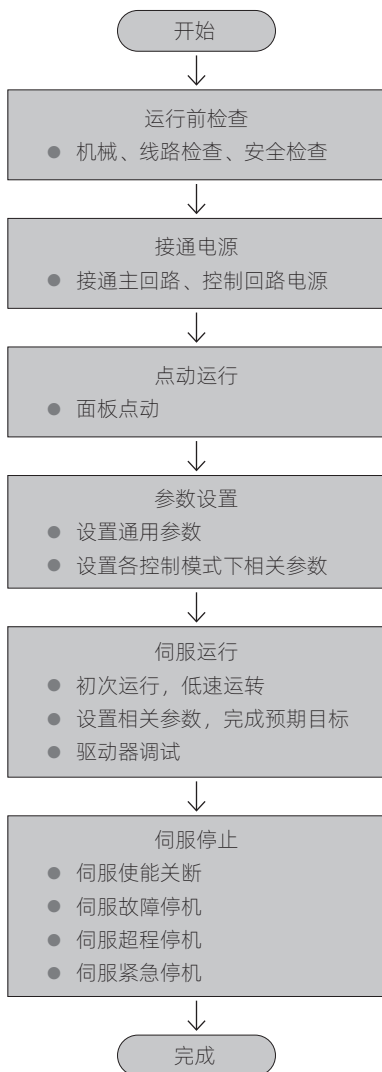 开始
运行前检查
● 机械、线路检查、安全检查
接通电源
● 接通主回路、控制回路电源
点动运行
● 面板点动
参数设置
● 设置通用参数
● 设置各控制模式下相关参数
伺服运行
● 初次运行，低速运转
● 设置相关参数，完成预期目标
● 驱动器调试
伺服停止
● 伺服使能关断
● 伺服故障停机
● 伺服超程停机
● 伺服紧急停机
完成